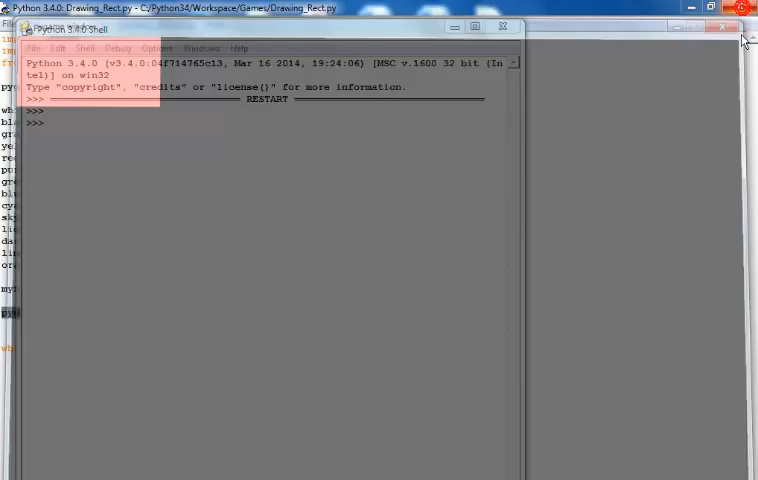 Python 3.4.0: Drawing_Rect.py - C:/Python34/Workspace/Games/Drawing_Rect.py
Python 3.4.0 Shell
File Edit Shell Debug Options Windows Help
Python 3.4.0 (v3.4.0:04f714765c13, Mar 16 2014, 19:24:06) [MSC v.1600 32 bit (In
tel)] on win32
Type "copyright", "credits" or "license()" for more information.
>>> ================================ RESTART ================================
>>>
>>>